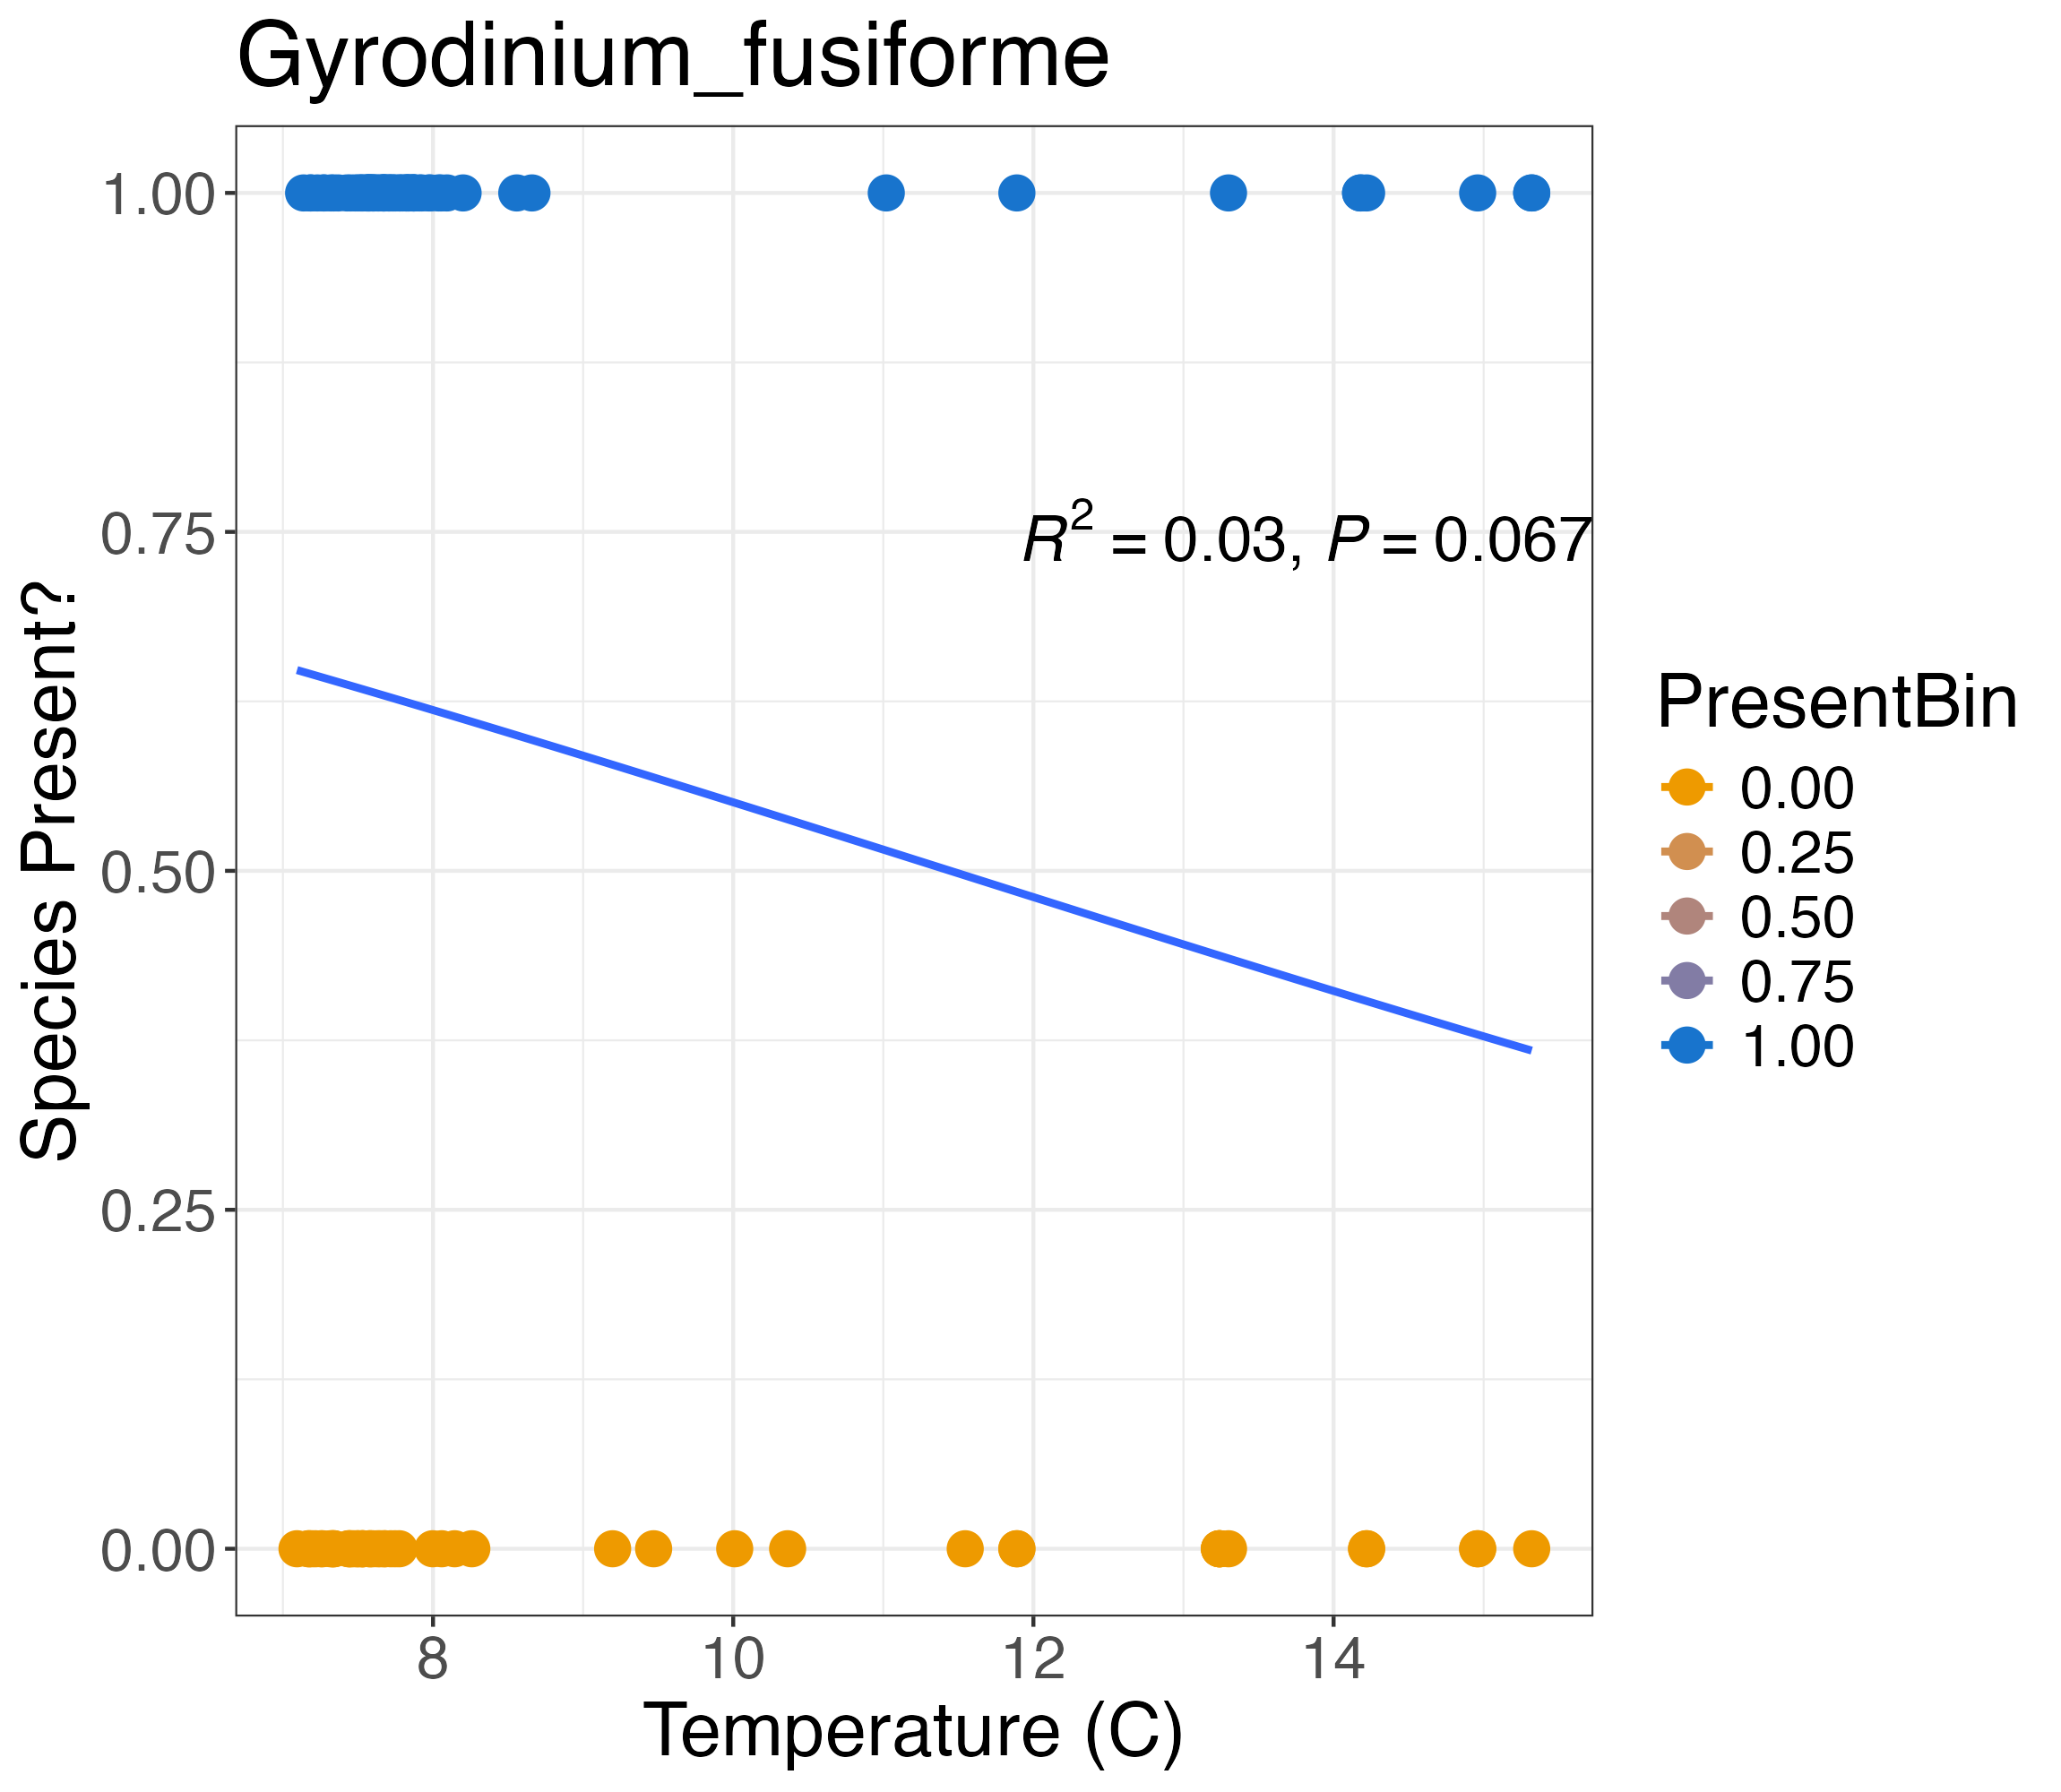 Gyrodinium_fusiforme
1.00
0.75
0.50
0.25
0.00
Species Present?
R² = 0.03, P = 0.067
8 10 12 14
Temperature (C)
PresentBin
0.00
0.25
0.50
0.75
1.00